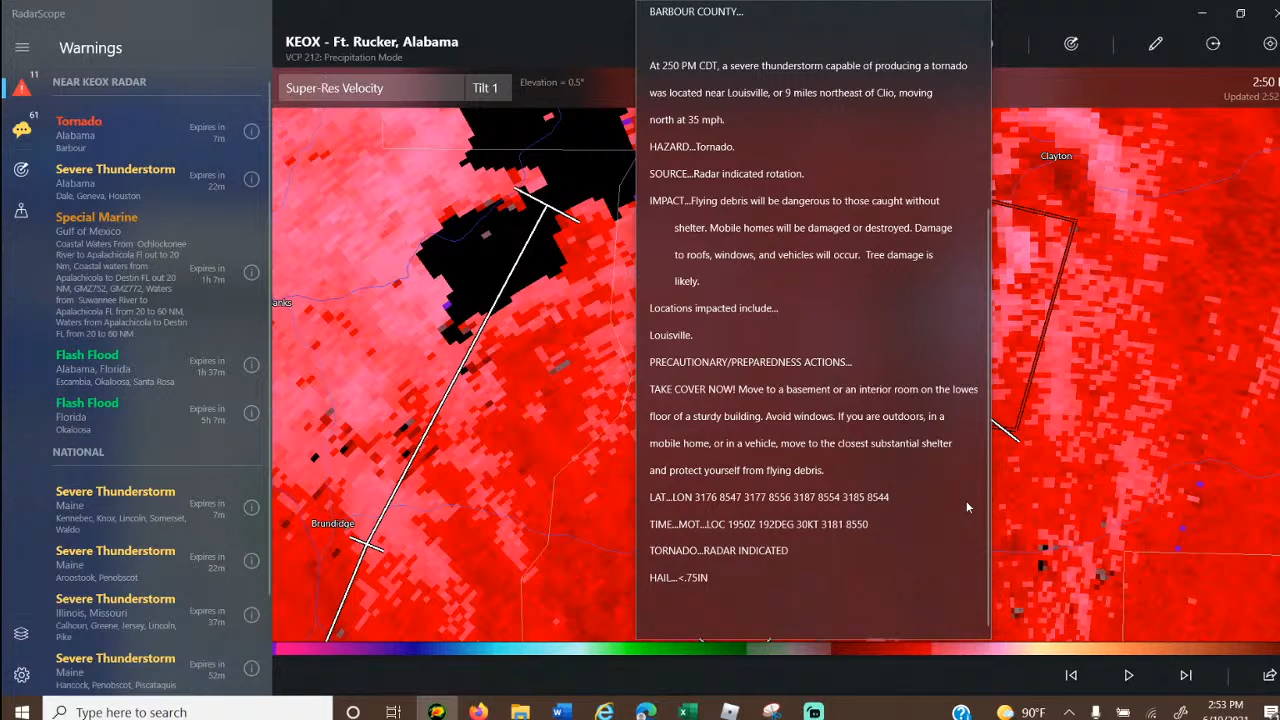 RadarScope
Warnings
11
61
NEAR KEOX RADAR
Tornado
Alabama
Barbour
Expires in
7m
Severe Thunderstorm
Alabama
Dale, Geneva, Houston
Expires in
22m
Special Marine
Gulf of Mexico
Coastal Waters From Ochlockonee
River to Apalachicola Fl out to 20
Nm, Coastal waters from
Apalachicola to Destin FL out 20
NM, GMZ752, GMZ772, Waters
from Suwannee River to
Apalachicola FL from 20 to 60 NM,
Waters from Apalachicola to Destin
FL from 20 to 60 NM
Expires in
1h 7m
Flash Flood
Alabama, Florida
Escambia, Okaloosa, Santa Rosa
Expires in
1h 37m
Flash Flood
Florida
Okaloosa
Expires in
5h 7m
NATIONAL
Severe Thunderstorm
Maine
Kennebec, Knox, Lincoln, Somerset,
Waldo
Expires in
7m
Severe Thunderstorm
Maine
Aroostook, Penobscot
Expires in
22m
Severe Thunderstorm
Illinois, Missouri
Calhoun, Greene, Jersey, Lincoln,
Pike
Expires in
37m
Severe Thunderstorm
Maine
Hancock, Penobscot, Piscataquis
Expires in
52m
KEOX - Ft. Rucker, Alabama
VCP 212: Precipitation Mode
Super-Res Velocity
Tilt 1
Elevation = 0.5°
2:50
Updated 2:52
anks
Brundidge
Clayton
BARBOUR COUNTY...
At 250 PM CDT, a severe thunderstorm capable of producing a tornado
was located near Louisville, or 9 miles northeast of Clio, moving
north at 35 mph.
HAZARD...Tornado.
SOURCE...Radar indicated rotation.
IMPACT...Flying debris will be dangerous to those caught without
shelter. Mobile homes will be damaged or destroyed. Damage
to roofs, windows, and vehicles will occur. Tree damage is
likely.
Locations impacted include...
Louisville.
PRECAUTIONARY/PREPAREDNESS ACTIONS...
TAKE COVER NOW! Move to a basement or an interior room on the lowes
floor of a sturdy building. Avoid windows. If you are outdoors, in a
mobile home, or in a vehicle, move to the closest substantial shelter
and protect yourself from flying debris.
LAT...LON 3176 8547 3177 8556 3187 8554 3185 8544
TIME...MOT...LOC 1950Z 192DEG 30KT 3181 8550
TORNADO...RADAR INDICATED
HAIL...<.75IN
Type here to search
90°F
2:53 PM